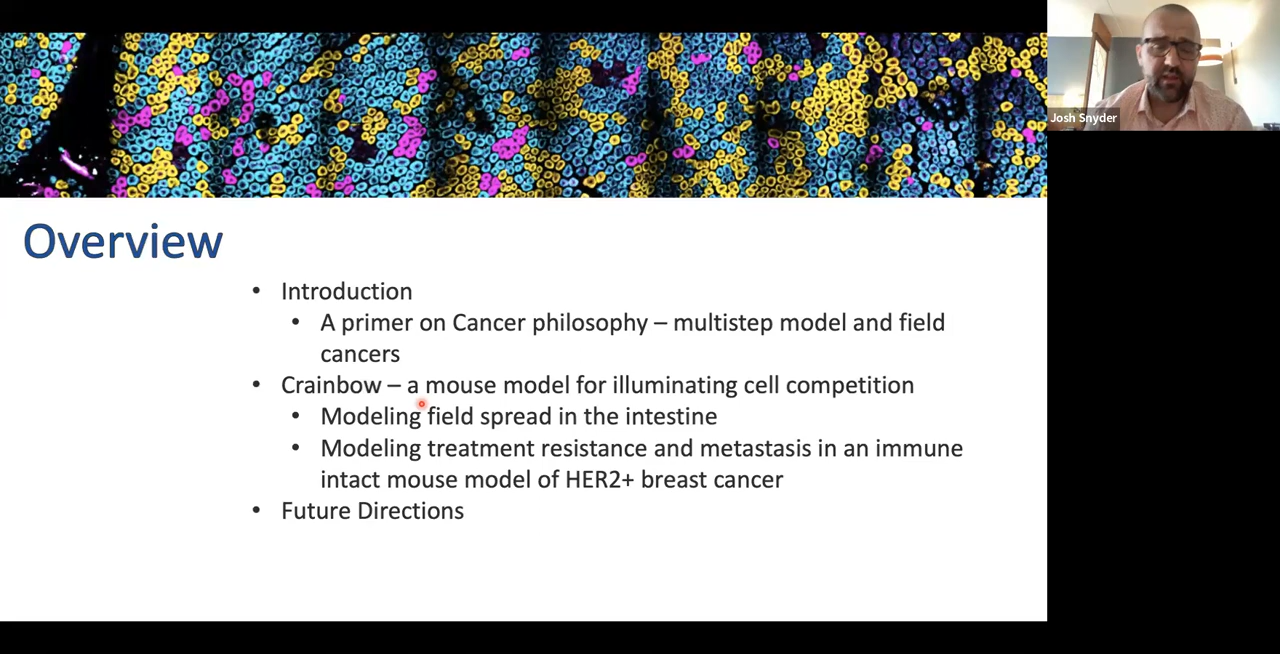 Josh Snyder
Overview
• Introduction
• A primer on Cancer philosophy – multistep model and field
cancers
• Crainbow – a mouse model for illuminating cell competition
• Modeling field spread in the intestine
• Modeling treatment resistance and metastasis in an immune
intact mouse model of HER2+ breast cancer
• Future Directions